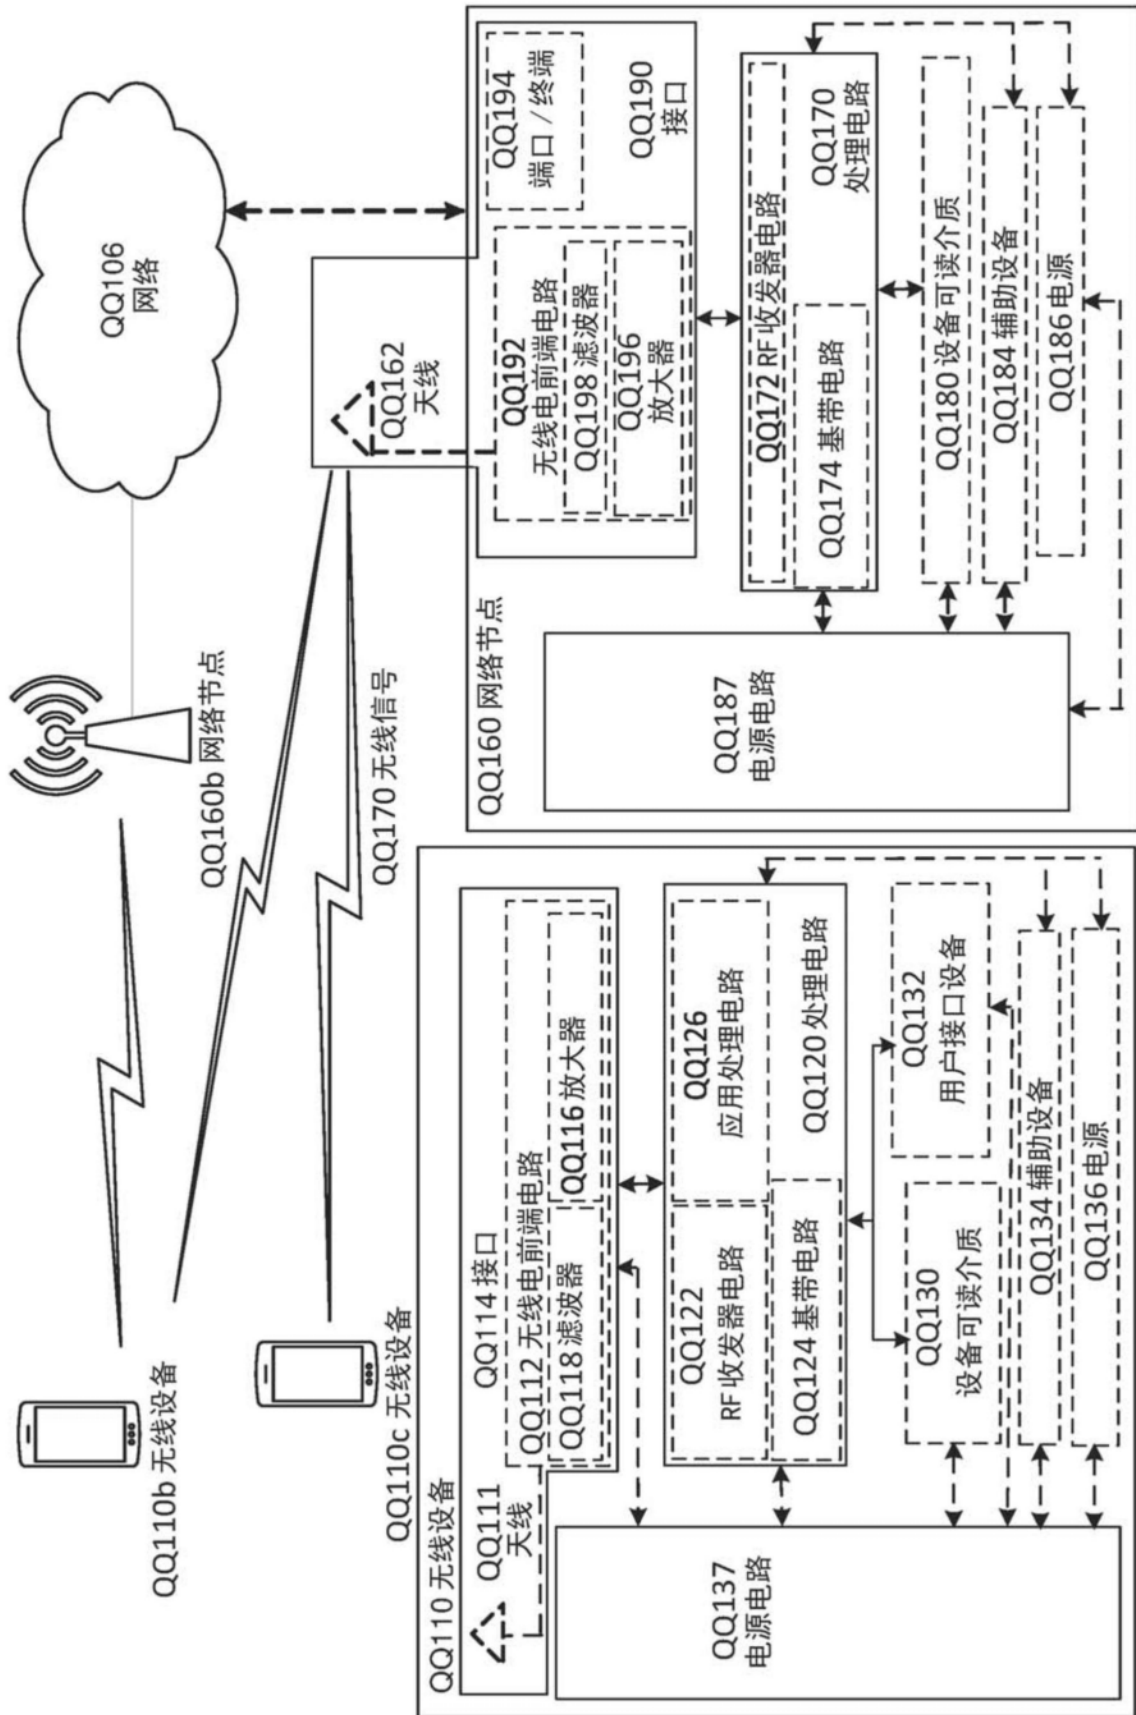 QQ106
网络
QQ160b 网络节点
QQ110b 无线设备
QQ170 无线信号
QQ110c 无线设备
QQ162
天线
QQ160 网络节点
QQ194
端口 / 终端
QQ190
接口
QQ192
无线电前端电路
QQ198 滤波器
QQ196
放大器
QQ172 RF 收发器电路
QQ170
处理电路
QQ174 基带电路
QQ180 设备可读介质
QQ184 辅助设备
QQ186 电源
QQ187
电源电路
QQ110 无线设备
QQ111
天线
QQ114 接口
QQ112 无线电前端电路
QQ118 滤波器
QQ116 放大器
QQ122
RF 收发器电路
QQ126
应用处理电路
QQ124 基带电路
QQ120 处理电路
QQ130
设备可读介质
QQ132
用户接口设备
QQ134 辅助设备
QQ136 电源
QQ137
电源电路